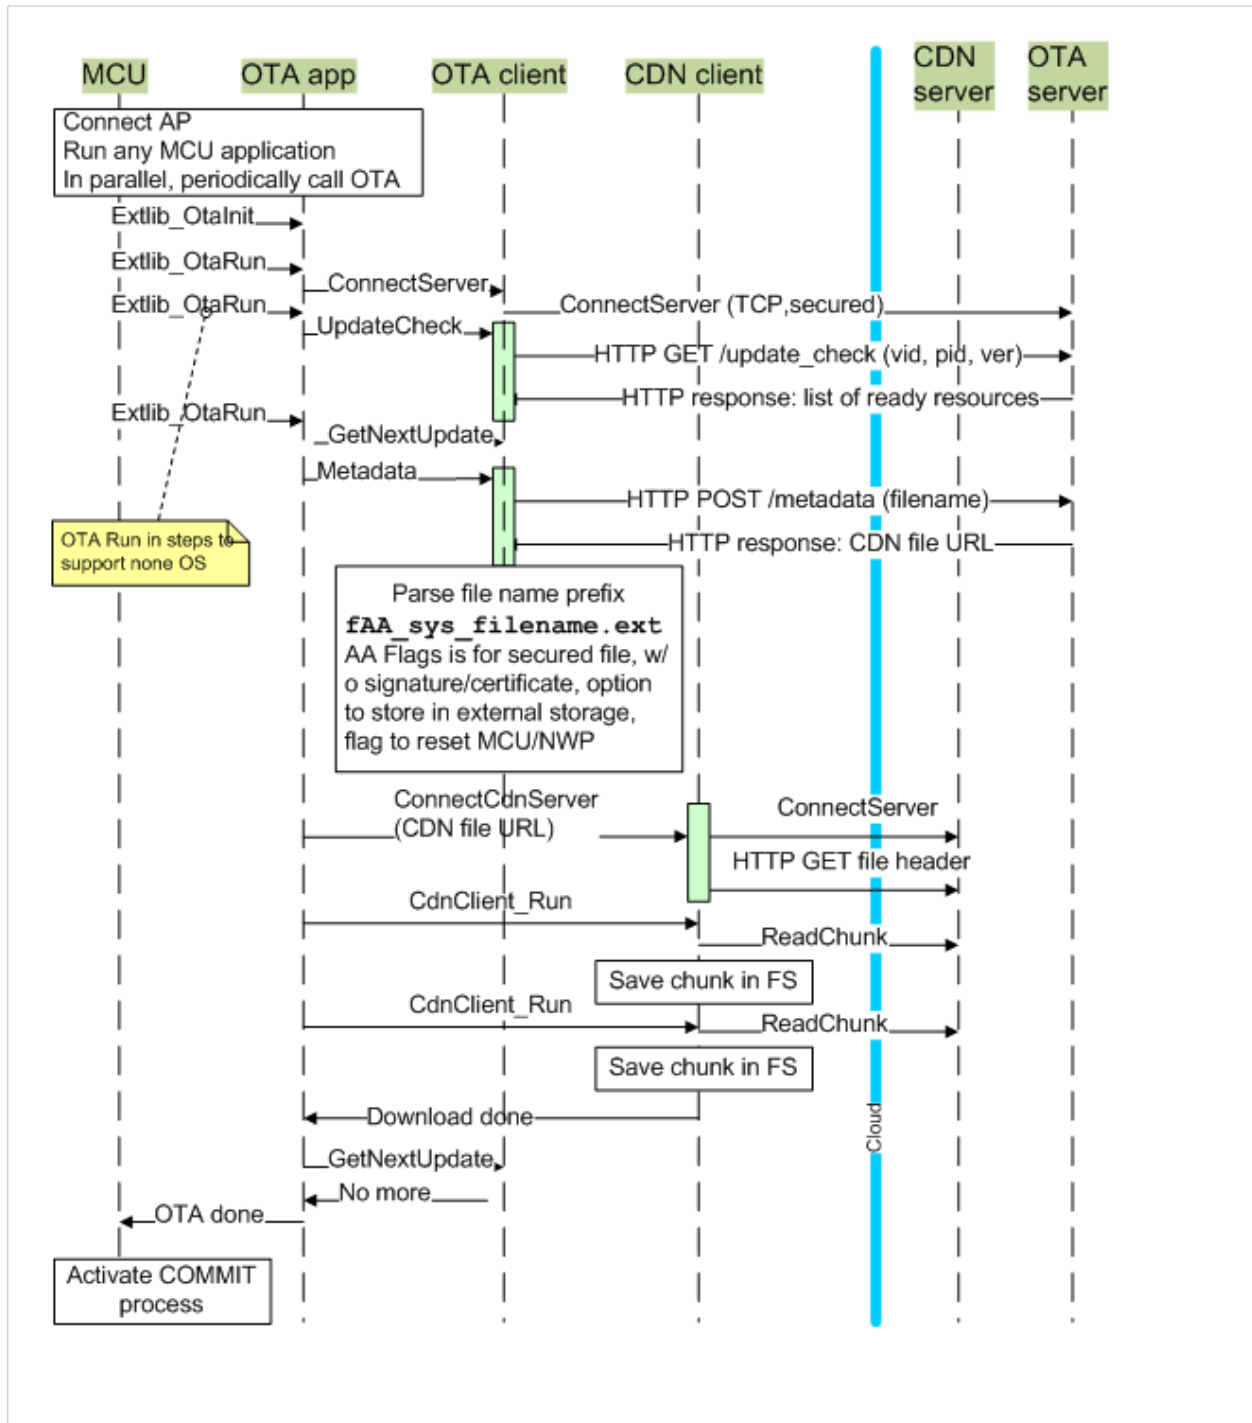 MCU
OTA app
OTA client
CDN client
CDN
server
OTA
server
Connect AP
Run any MCU application
In parallel, periodically call OTA
Extlib_OtaInit
Extlib_OtaRun
ConnectServer
Extlib_OtaRun
ConnectServer (TCP,secured)
UpdateCheck
HTTP GET /update_check (vid, pid, ver)
HTTP response: list of ready resources
Extlib_OtaRun
GetNextUpdate
Metadata
HTTP POST /metadata (filename)
OTA Run in steps to
support none OS
HTTP response: CDN file URL
Parse file name prefix
fAA_sys_filename.ext
AA Flags is for secured file, w/
o signature/certificate, option
to store in external storage,
flag to reset MCU/NWP
ConnectCdnServer
(CDN file URL)
ConnectServer
HTTP GET file header
CdnClient_Run
ReadChunk
Save chunk in FS
CdnClient_Run
ReadChunk
Save chunk in FS
Download done
Cloud
GetNextUpdate
No more
OTA done
Activate COMMIT
process